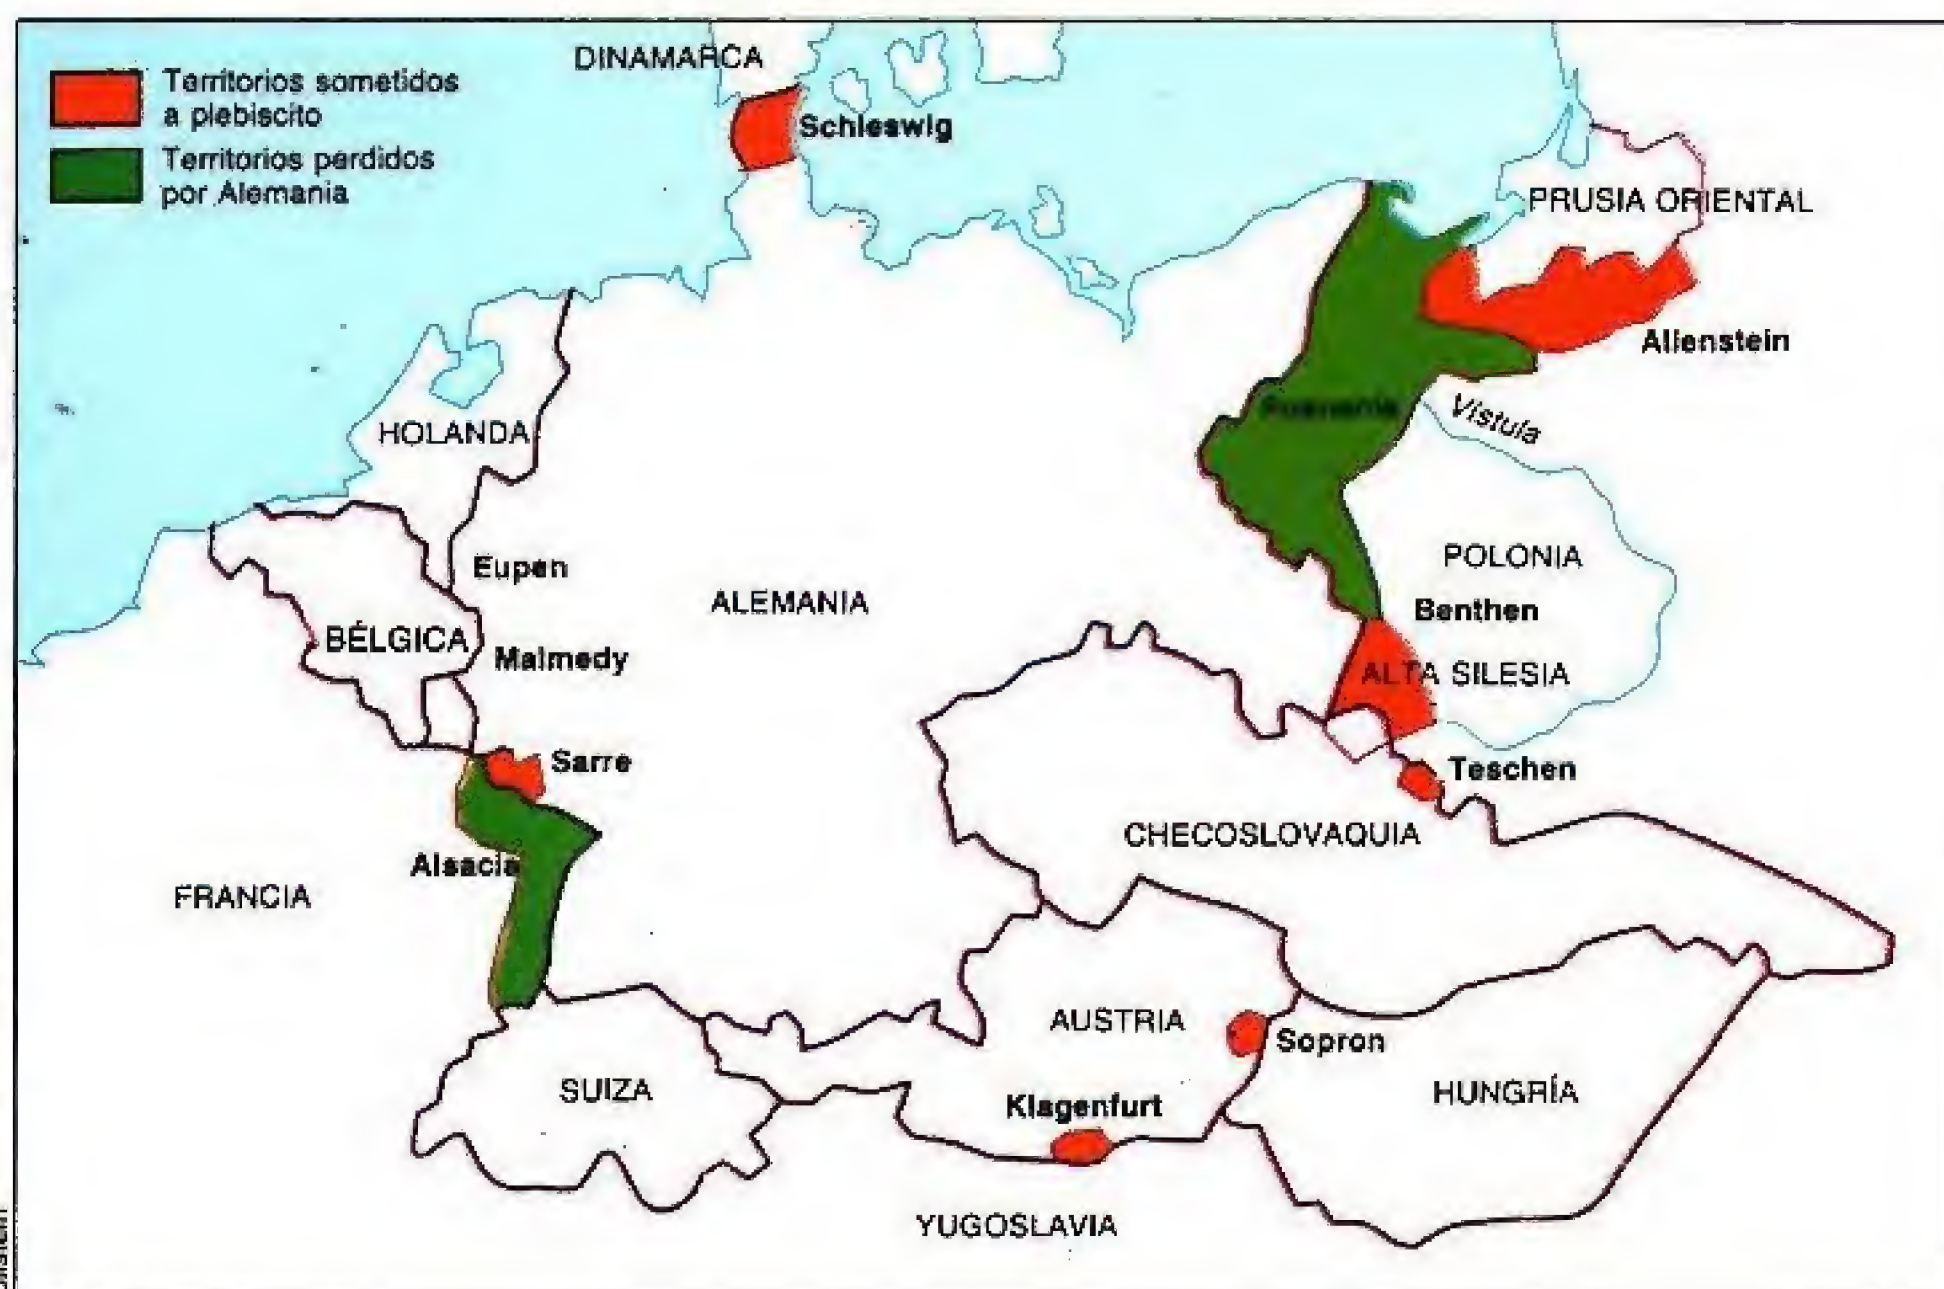 DINAMARCA
Territorios sometidos
a plebiscito
Territorios perdidos
por Alemania
Schleswig
PRUSIA ORIENTAL
Allenstein
Vístula
HOLANDA
Eupen
POLONIA
ALEMANIA
Benthen
BÉLGICA
Malmedy
ALTA SILESIA
Sarre
Teschen
CHECOSLOVAQUIA
Alsacia
FRANCIA
AUSTRIA
Sopron
SUIZA
Klagenfurt
HUNGRÍA
YUGOSLAVIA